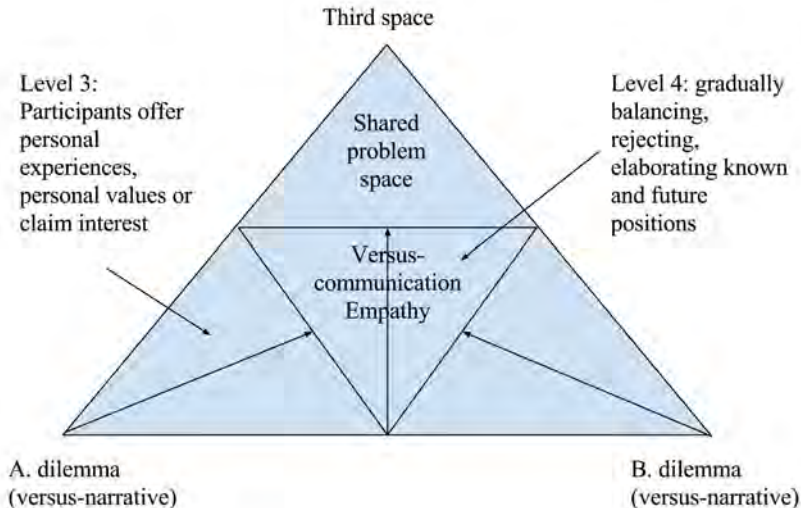 Third space
Level 3:
Participants offer
personal
experiences,
personal values or
claim interest
Level 4: gradually
balancing,
rejecting,
elaborating known
and future
positions
Shared
problem
space
Versus-
communication
Empathy
A. dilemma
(versus-narrative)
B. dilemma
(versus-narrative)